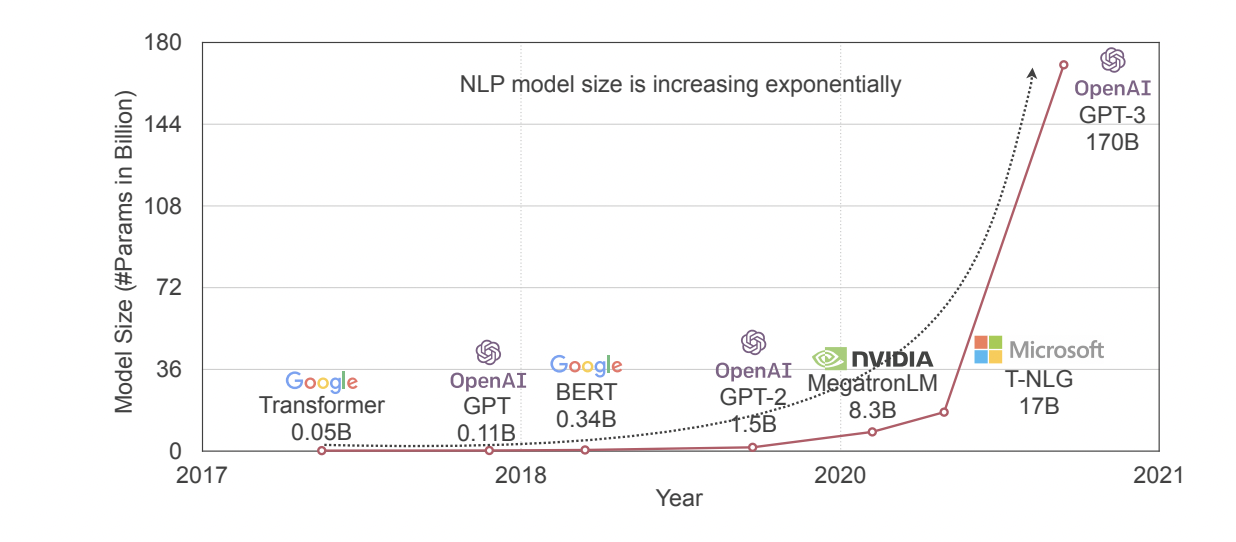 180
NLP model size is increasing exponentially
OpenAI
GPT-3
170B
144
108
72
36
0
Model Size (#Params in Billion)
Google
Transformer
0.05B
OpenAI
GPT
0.11B
Google
BERT
0.34B
OpenAI
GPT-2
1.5B
NVIDIA
MegatronLM
8.3B
Microsoft
T-NLG
17B
2017
2018
2020
2021
Year